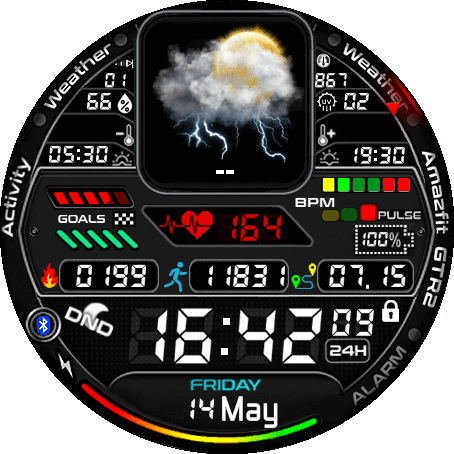 Weather
Weather
01
867
66
UV 02
05:30
19:30
--
Activity
Amazfit GTR2
GOALS
164
BPM
PULSE
100%
0199
11831
07.15
DND
16:42
09
24H
ALARM
FRIDAY
14 May